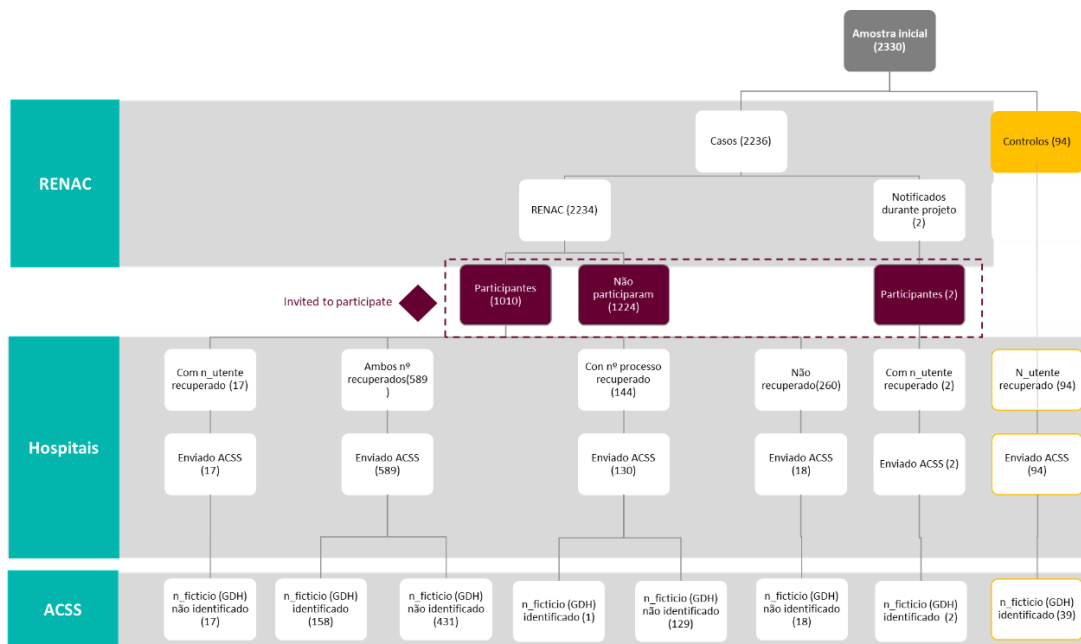 Amostra inicial
(2330)
RENAC
Casos (2236)
Controlos (94)
RENAC (2234)
Notificados
durante projeto
(2)
Invited to participate
Participantes
(1010)
Não
participaram
(1224)
Participantes (2)
Hospitais
Com n_utente
recuperado (17)
Ambos nº
recuperados(589
)
Con nº processo
recuperado
(144)
Não
recuperado(260)
Com n_utente
recuperado (2)
N_utente
recuperado (94)
Enviado ACSS
(17)
Enviado ACSS
(589)
Enviado ACSS
(130)
Enviado ACSS
(18)
Enviado ACSS (2)
Enviado ACSS
(94)
ACSS
n_ficticio (GDH)
não identificado
(17)
n_ficticio (GDH)
identificado
(158)
n_ficticio (GDH)
não identificado
(431)
n_ficticio (GDH)
identificado (1)
n_ficticio (GDH)
não identificado
(129)
n_ficticio (GDH)
não identificado
(18)
n_ficticio (GDH)
identificado (2)
n_ficticio (GDH)
identificado (39)